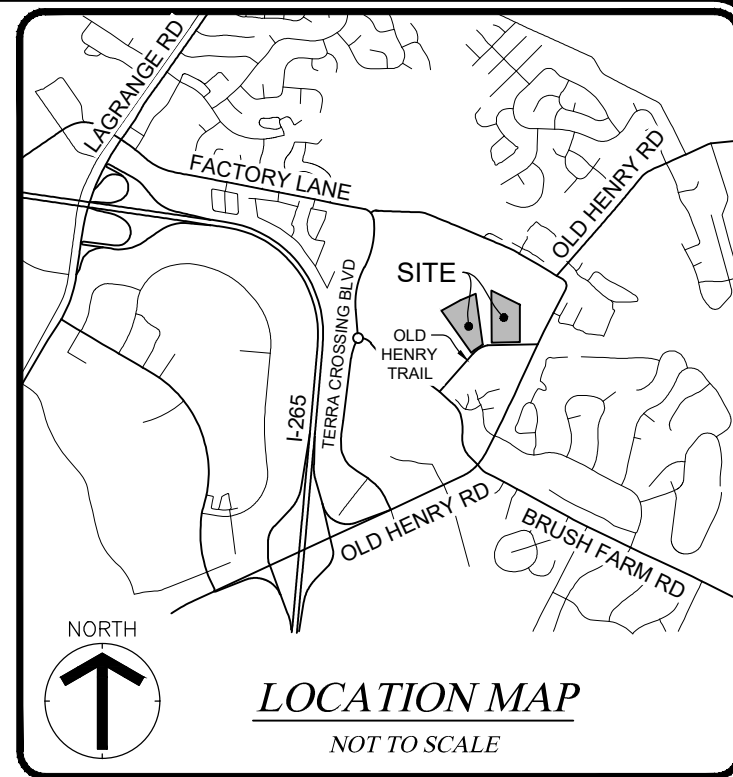 LAGRANGE RD
FACTORY LANE
OLD HENRY RD
SITE
TERRA CROSSING BLVD
OLD
HENRY
TRAIL
I-265
OLD HENRY RD
BRUSH FARM RD
NORTH
LOCATION MAP
NOT TO SCALE